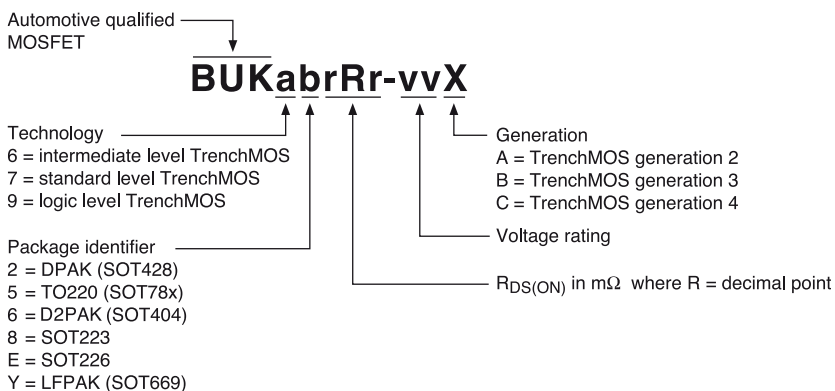 Automotive qualified
MOSFET
BUKabrRr-vvX
Technology
6 = intermediate level TrenchMOS
7 = standard level TrenchMOS
9 = logic level TrenchMOS
Package identifier
2 = DPAK (SOT428)
5 = TO220 (SOT78x)
6 = D2PAK (SOT404)
8 = SOT223
E = SOT226
Y = LFPAK (SOT669)
Generation
A = TrenchMOS generation 2
B = TrenchMOS generation 3
C = TrenchMOS generation 4
Voltage rating
RDS(ON) in mΩ where R = decimal point